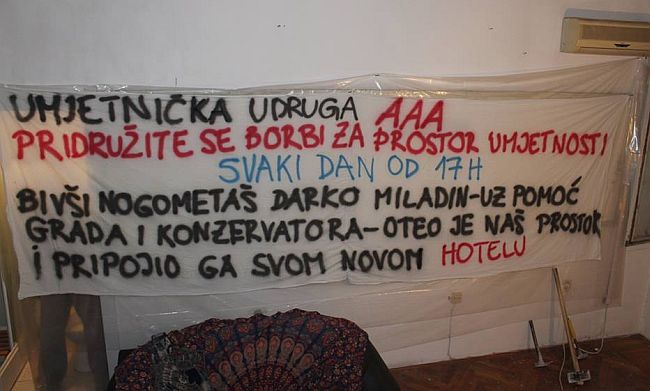 UMJETNIČKA UDRUGA AAA
PRIDRUŽITE SE BORBI ZA PROSTOR UMJETNOSTI
SVAKI DAN OD 17H
BIVŠI NOGOMETAŠ DARKO MILADIN-UZ POMOĆ
GRADA I KONZERVATORA-OTEO JE NAŠ PROSTOR
I PRIPOJIO GA SVOM NOVOM HOTELU